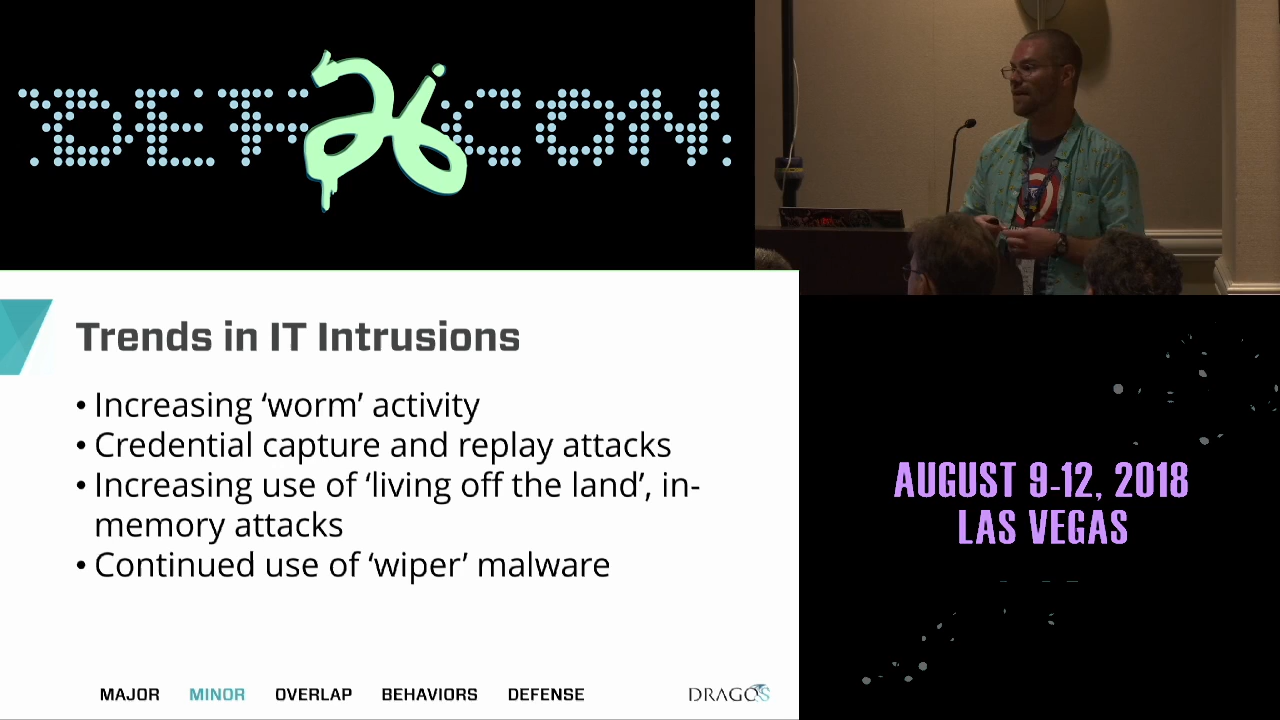 DEF 26 CON
Trends in IT Intrusions
• Increasing ‘worm’ activity
• Credential capture and replay attacks
• Increasing use of ‘living off the land’, in-
memory attacks
• Continued use of ‘wiper’ malware
MAJOR MINOR OVERLAP BEHAVIORS DEFENSE DRAGOS
AUGUST 9-12, 2018
LAS VEGAS